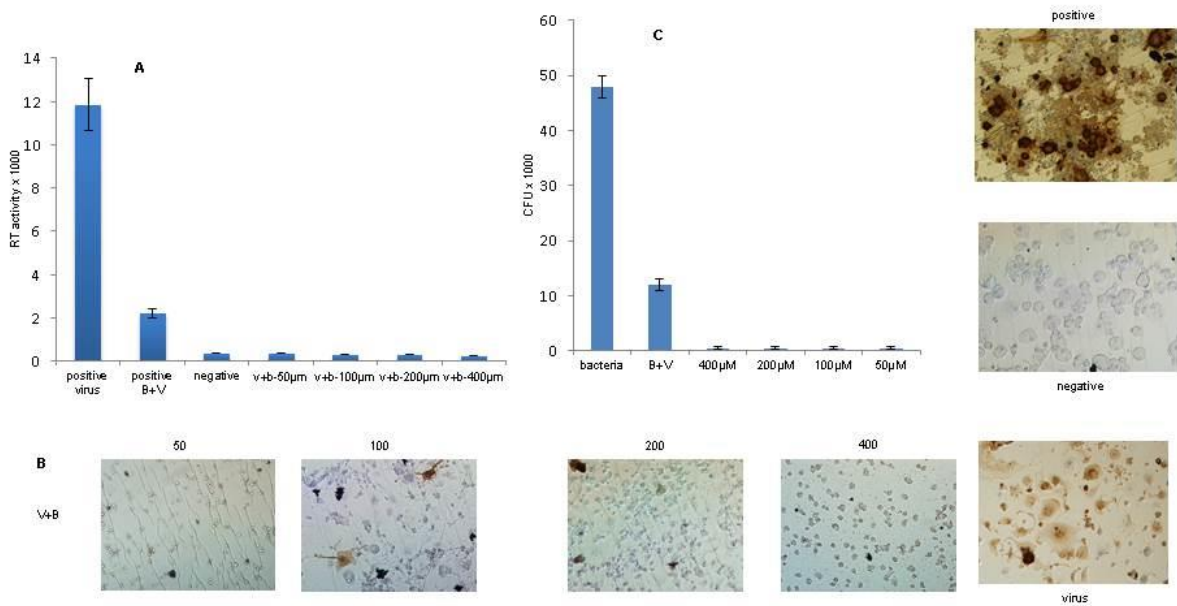 A
14
12
10
8
6
4
2
0
RT activity x 1000
positive virus
positive B+V
negative
v+b-50µm
v+b-100µm
v+b-200µm
v+b-400µm
C
60
50
40
30
20
10
0
CFU x 1000
bacteria
B+V
400µM
200µM
100µM
50µM
positive
negative
B
V+B
50
100
200
400
virus